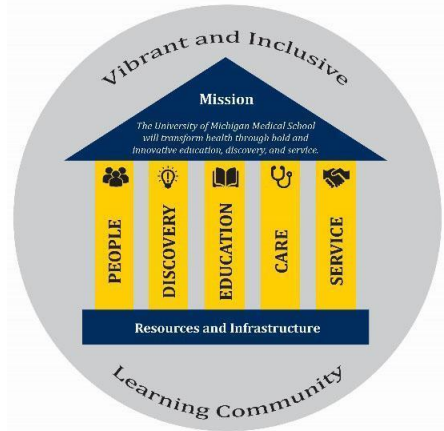 Vibrant and Inclusive
Mission
The University of Michigan Medical School
will transform health through bold and
innovative education, discovery, and service.
PEOPLE
DISCOVERY
EDUCATION
CARE
SERVICE
Resources and Infrastructure
Learning Community